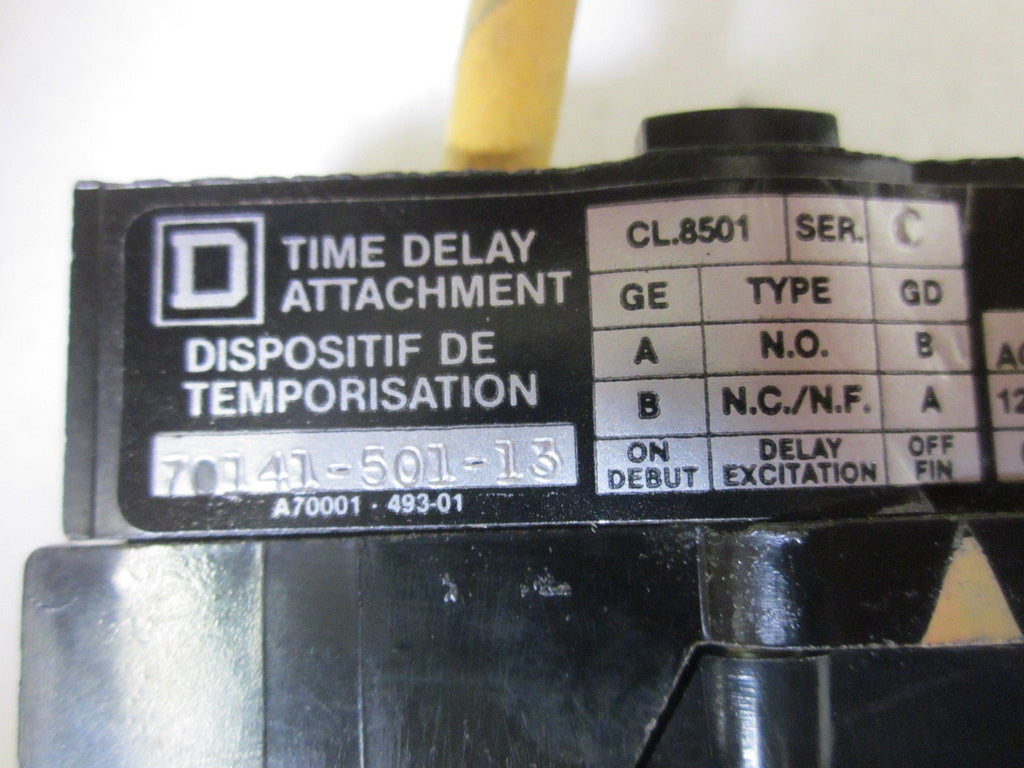 D
TIME DELAY
ATTACHMENT
DISPOSITIF DE
TEMPORISATION
70141-501-13
A70001 · 493-01
CL.8501 SER. C
GE TYPE GD
A N.O. B
B N.C./N.F. A
ON DELAY OFF
DEBUT EXCITATION FIN
12